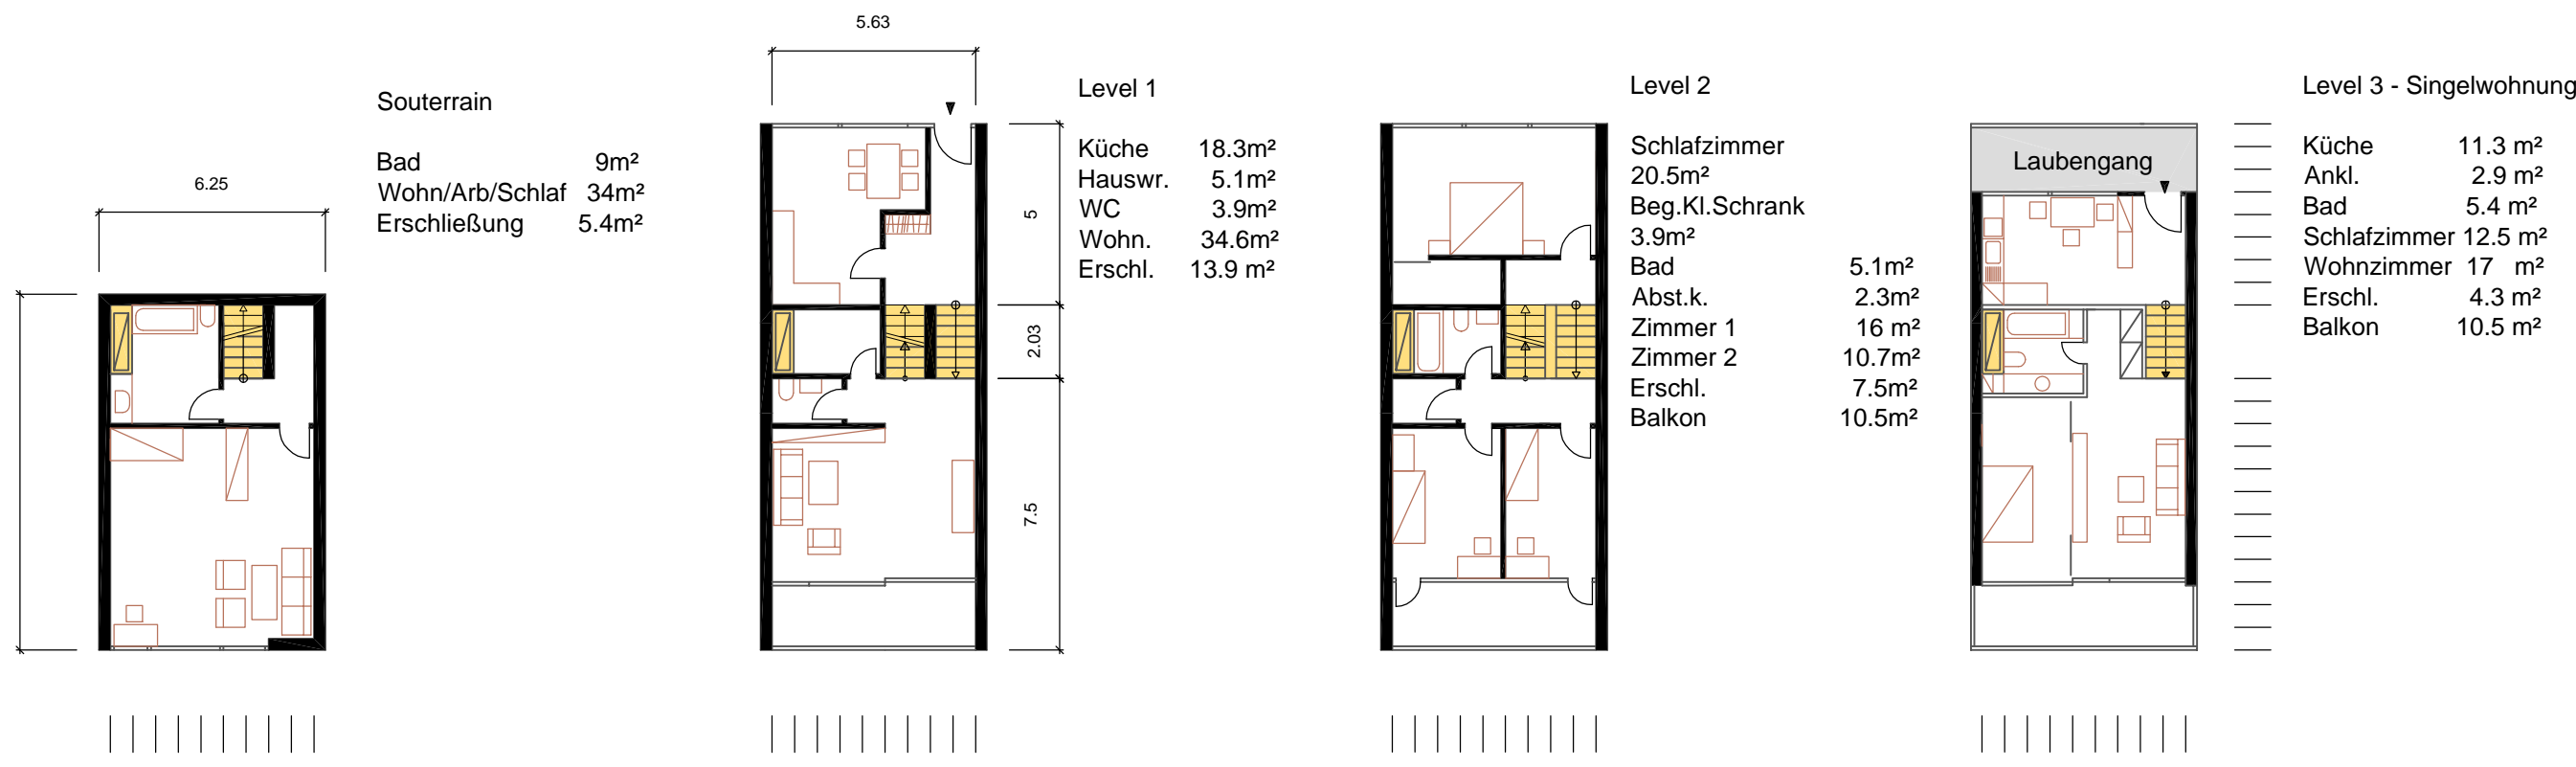 6.25
Souterrain
Bad 9m²
Wohn/Arb/Schlaf 34m²
Erschließung 5.4m²
5.63
5
2.03
7.5
Level 1
Küche 18.3m²
Hauswr. 5.1m²
WC 3.9m²
Wohn. 34.6m²
Erschl. 13.9 m²
Level 2
Schlafzimmer
20.5m²
Beg.Kl.Schrank
3.9m²
Bad 5.1m²
Abst.k. 2.3m²
Zimmer 1 16 m²
Zimmer 2 10.7m²
Erschl. 7.5m²
Balkon 10.5m²
Laubengang
Level 3 - Singelwohnung
Küche 11.3 m²
Ankl. 2.9 m²
Bad 5.4 m²
Schlafzimmer 12.5 m²
Wohnzimmer 17 m²
Erschl. 4.3 m²
Balkon 10.5 m²